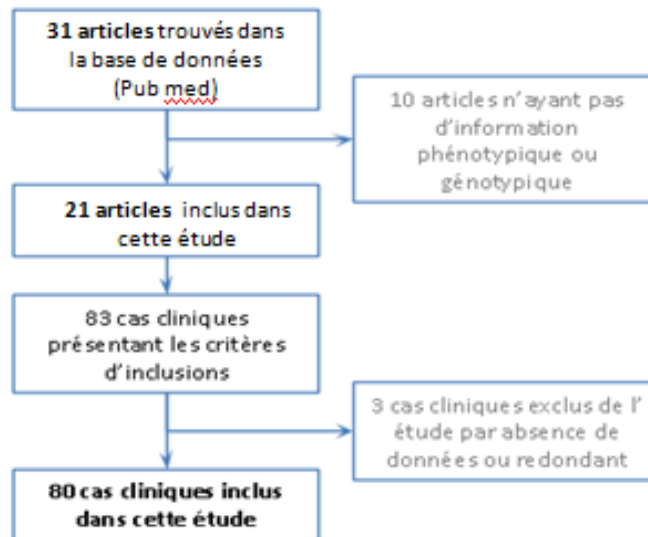 31 articles trouvés dans
la base de données
(Pub med)
10 articles n'ayant pas
d'information
phénotypique ou
génotypique
21 articles inclus dans
cette étude
83 cas cliniques
présentant les critères
d'inclusions
3 cas cliniques exclus de l'
étude par absence de
données ou redondant
80 cas cliniques inclus
dans cette étude